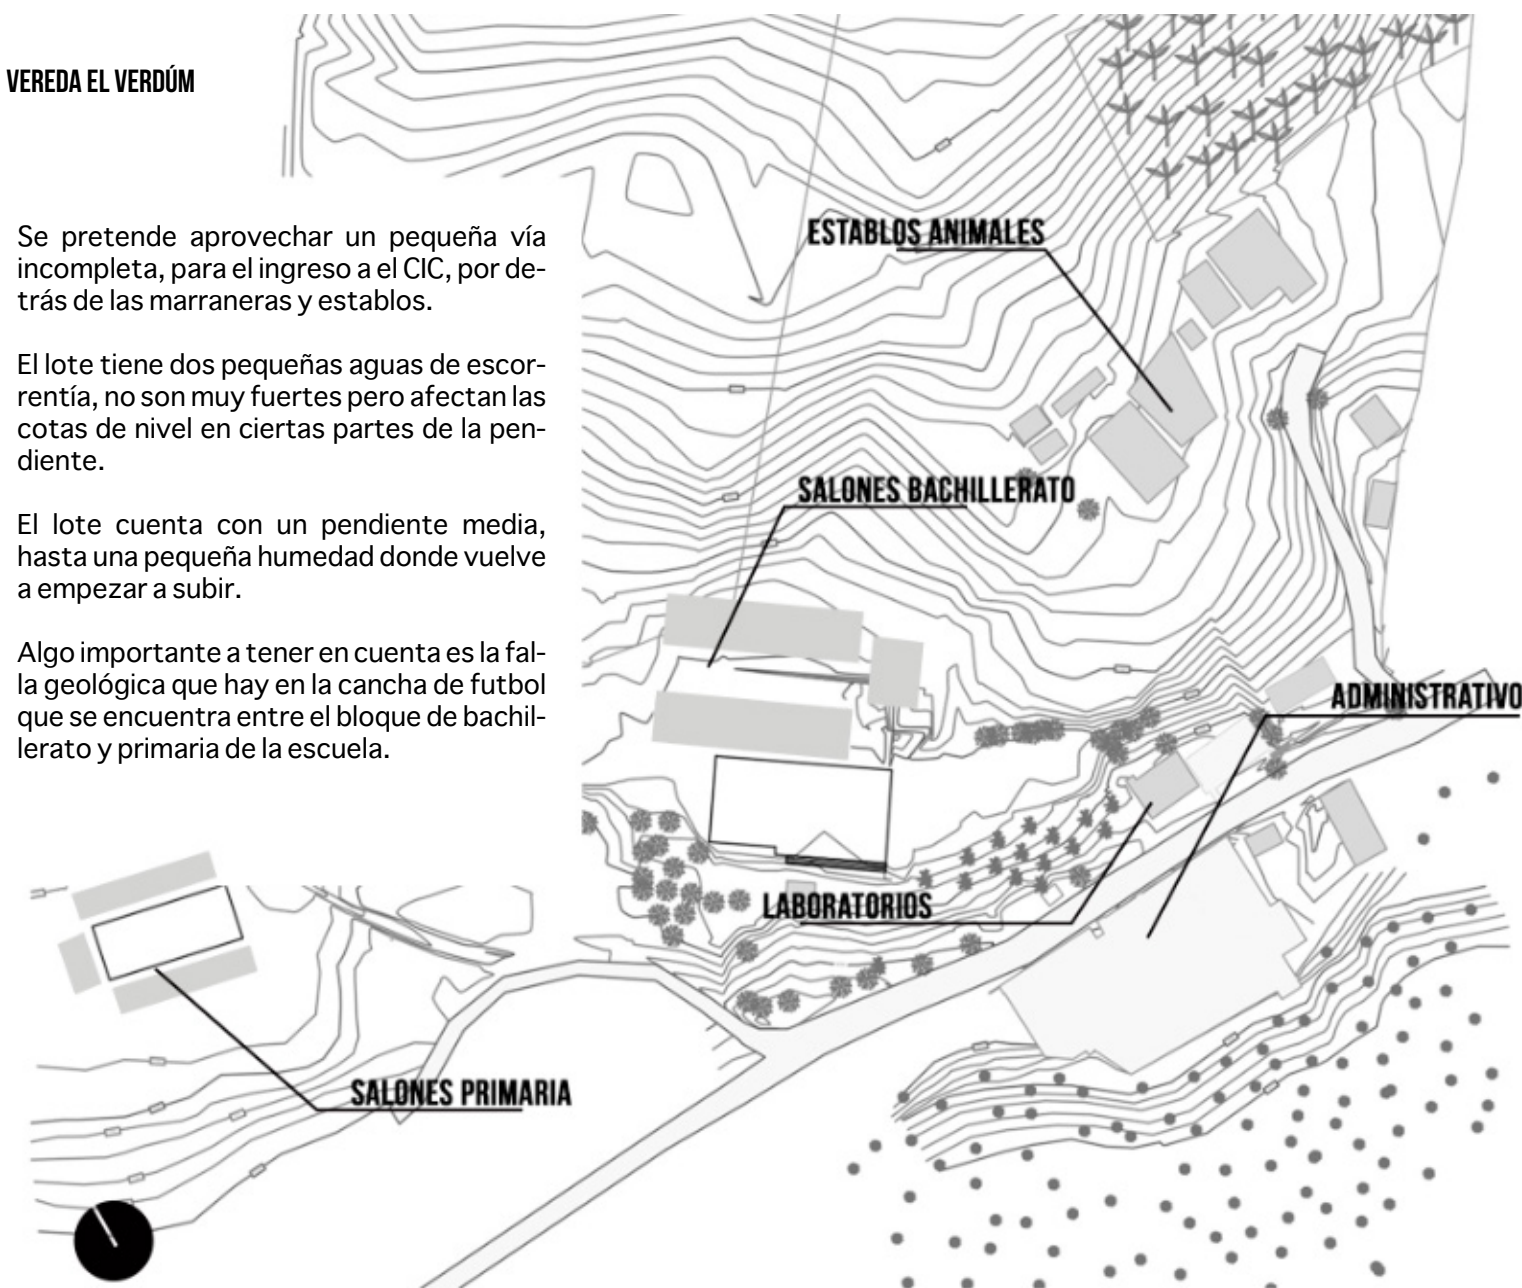 VEREDA EL VERDÚM
Se pretende aprovechar un pequeña vía
incompleta, para el ingreso a el CIC, por de-
trás de las marraneras y establos.
El lote tiene dos pequeñas aguas de escor-
rentía, no son muy fuertes pero afectan las
cotas de nivel en ciertas partes de la pen-
diente.
El lote cuenta con un pendiente media,
hasta una pequeña humedad donde vuelve
a empezar a subir.
Algo importante a tener en cuenta es la fal-
la geológica que hay en la cancha de futbol
que se encuentra entre el bloque de bachil-
lerato y primaria de la escuela.
ESTABLOS ANIMALES
SALONES BACHILLERATO
ADMINISTRATIVO
LABORATORIOS
SALONES PRIMARIA